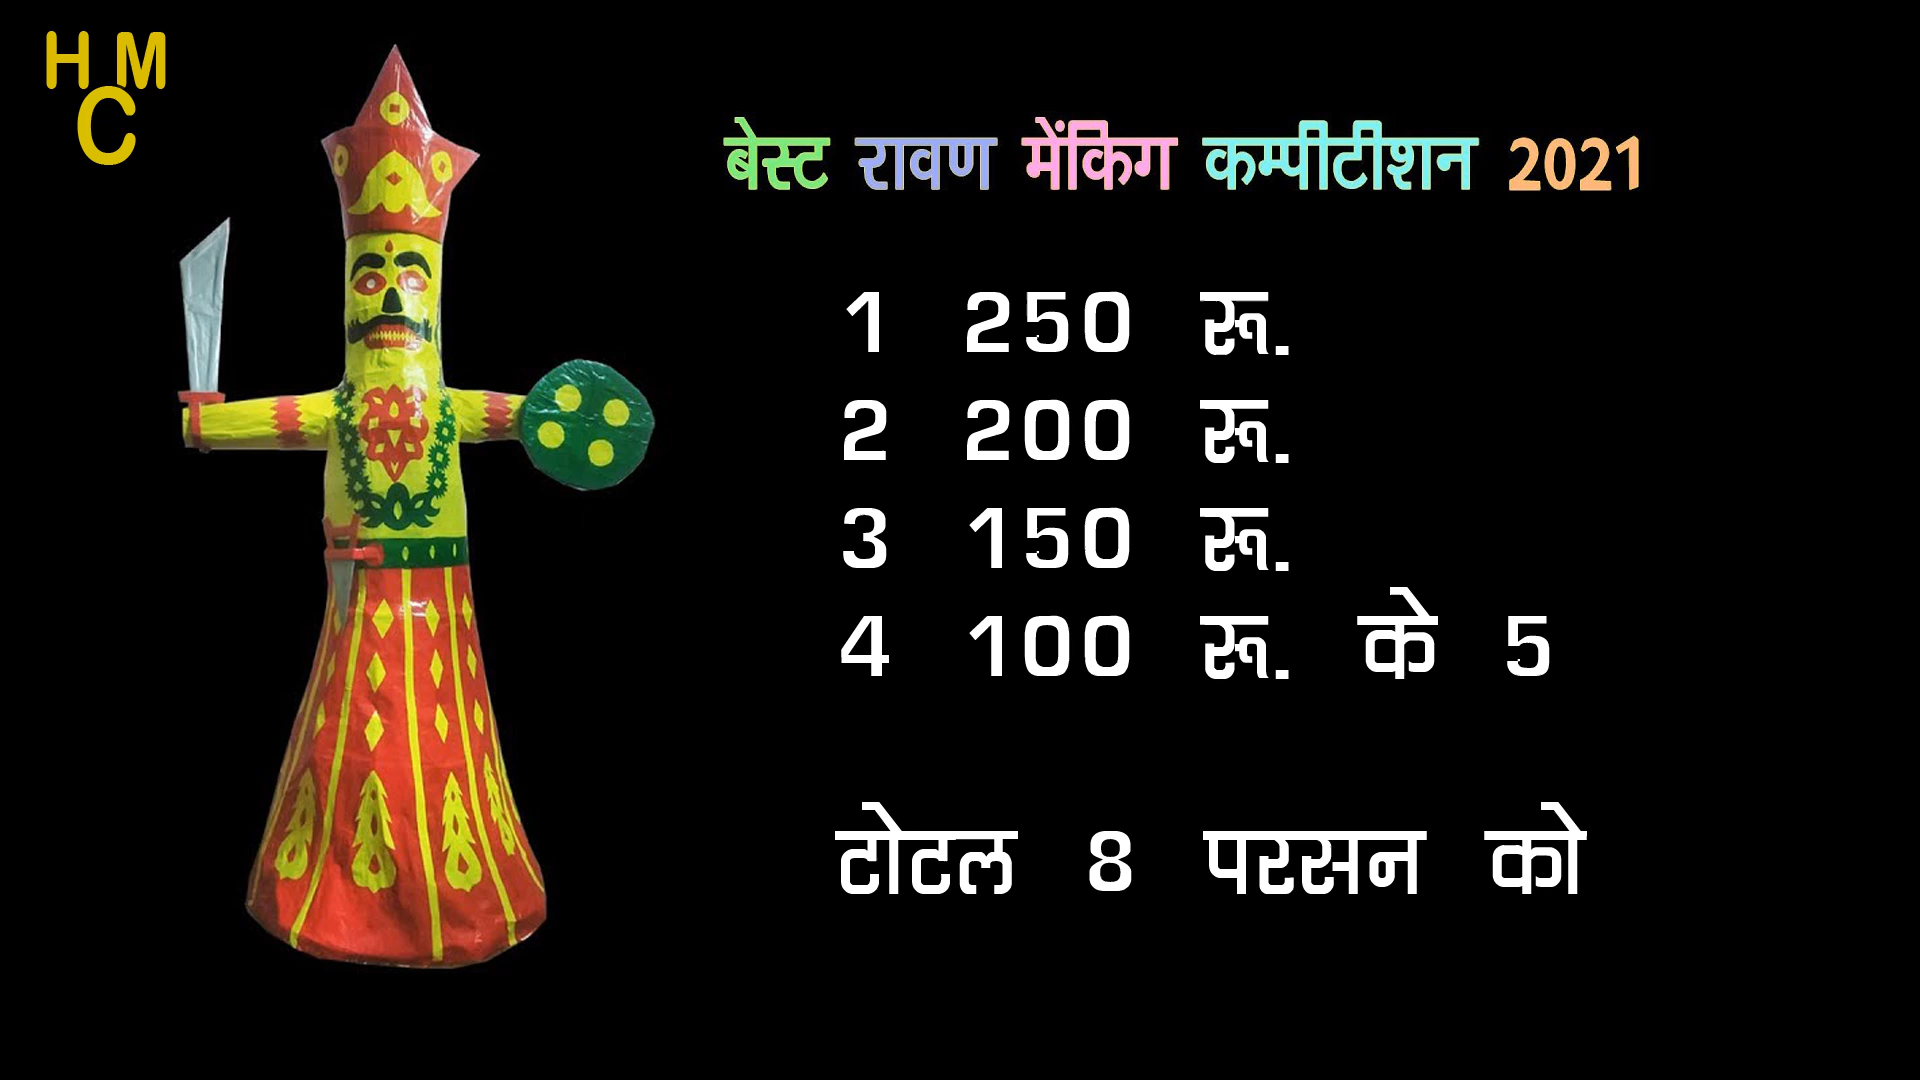 H M
C
बेस्ट रावण मेंकिग कम्पीटीशन 2021
1 250 रू.
2 200 रू.
3 150 रू.
4 100 रू. के 5
टोटल 8 परसन को